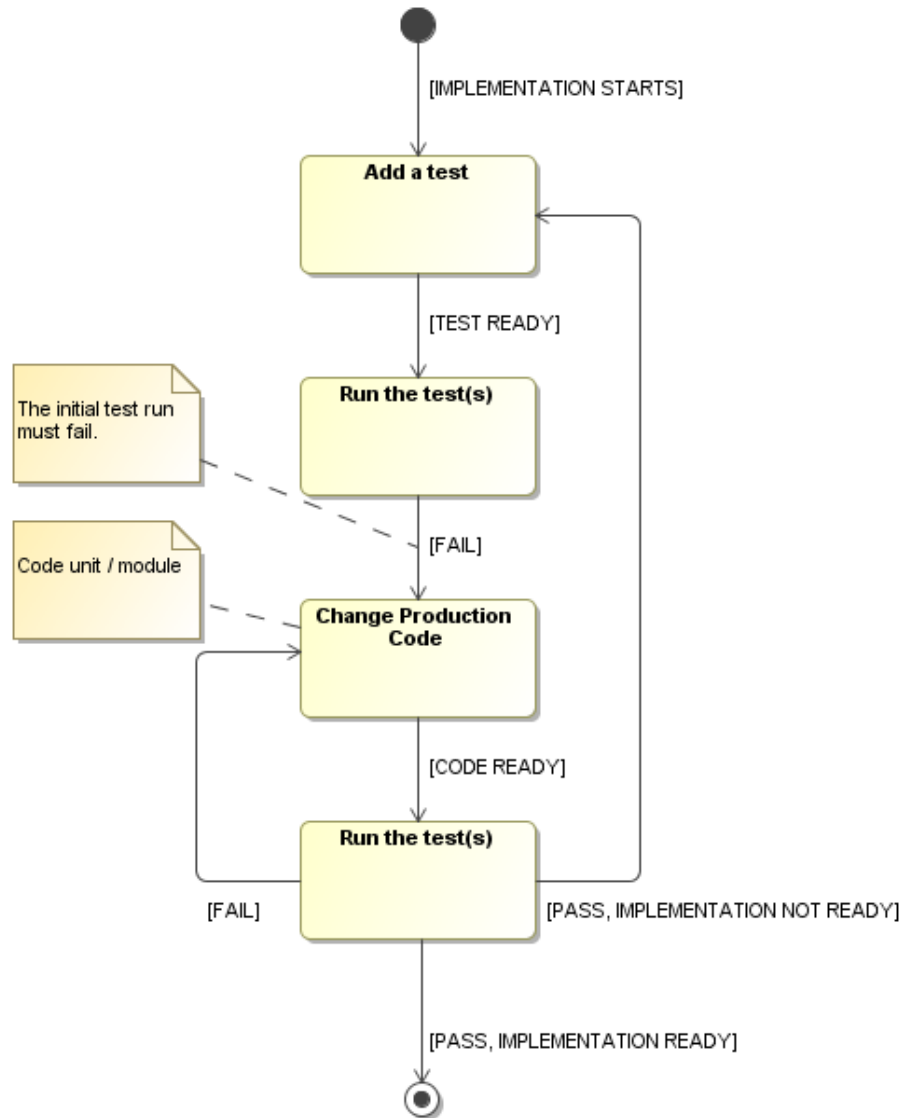 [IMPLEMENTATION STARTS]
Add a test
[TEST READY]
Run the test(s)
The initial test run
must fail.
[FAIL]
Code unit / module
Change Production
Code
[CODE READY]
Run the test(s)
[FAIL]
[PASS, IMPLEMENTATION NOT READY]
[PASS, IMPLEMENTATION READY]